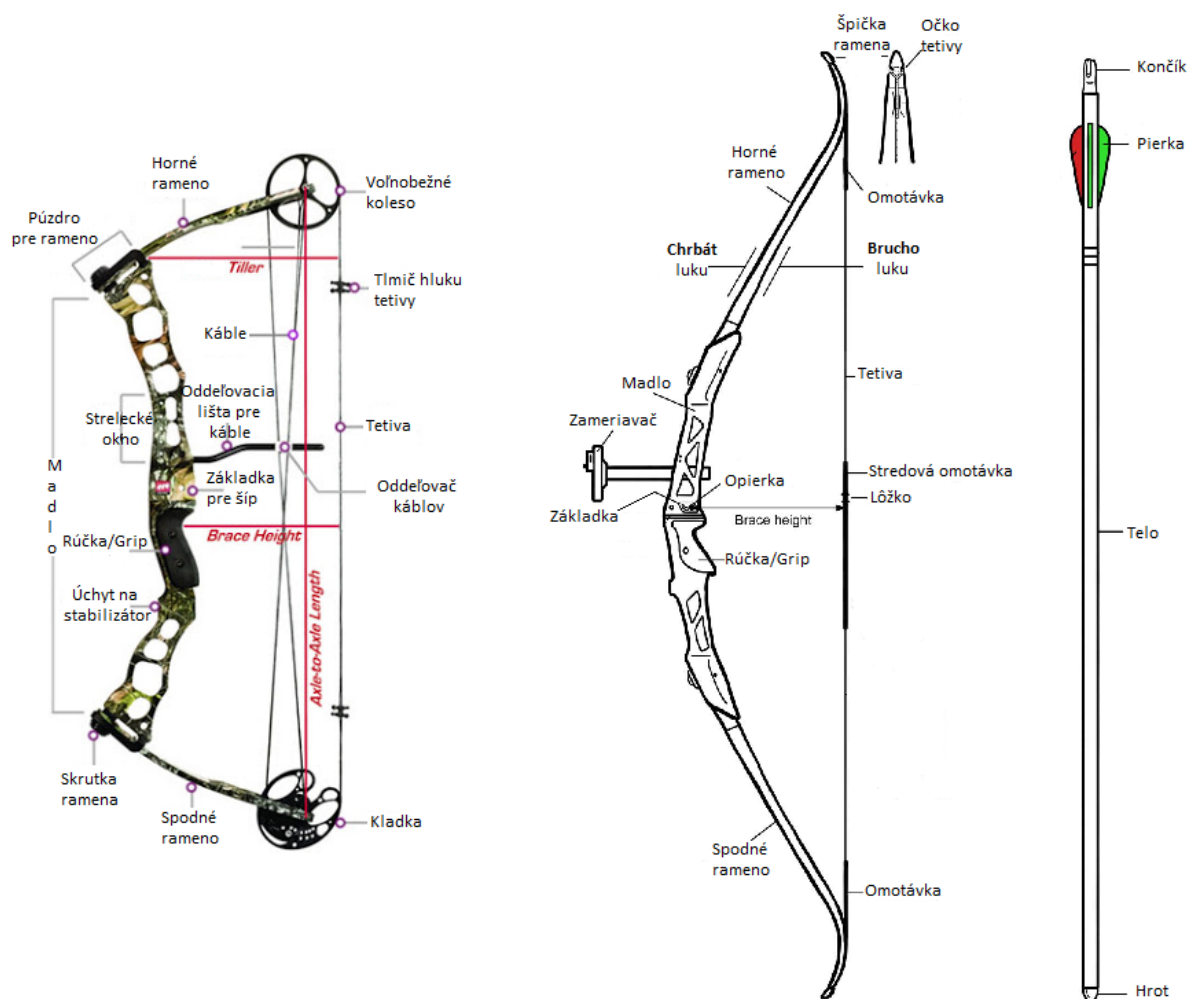 Horné
rameno
Púzdro
pre rameno
Voľnobežné
koleso
Tiller
Tlmič hluku
tetivy
Káble
Strelecké
okno
Oddeľovacia
lišta pre
káble
Tetiva
Madlo
Základka
pre šíp
Oddeľovač
káblov
Rúčka/Grip
Brace Height
Úchyt na
stabilizátor
Axle-to-Axle Length
Skrutka
ramena
Spodné
rameno
Kladka
Špička
ramena
Očko
tetivy
Horné
rameno
Omotávka
Chrbát
luku
Brucho
luku
Madlo
Tetiva
Zameriavač
Stredová omotávka
Opierka
Lôžko
Základka
Brace height
Rúčka/Grip
Spodné
rameno
Omotávka
Končík
Pierka
Telo
Hrot